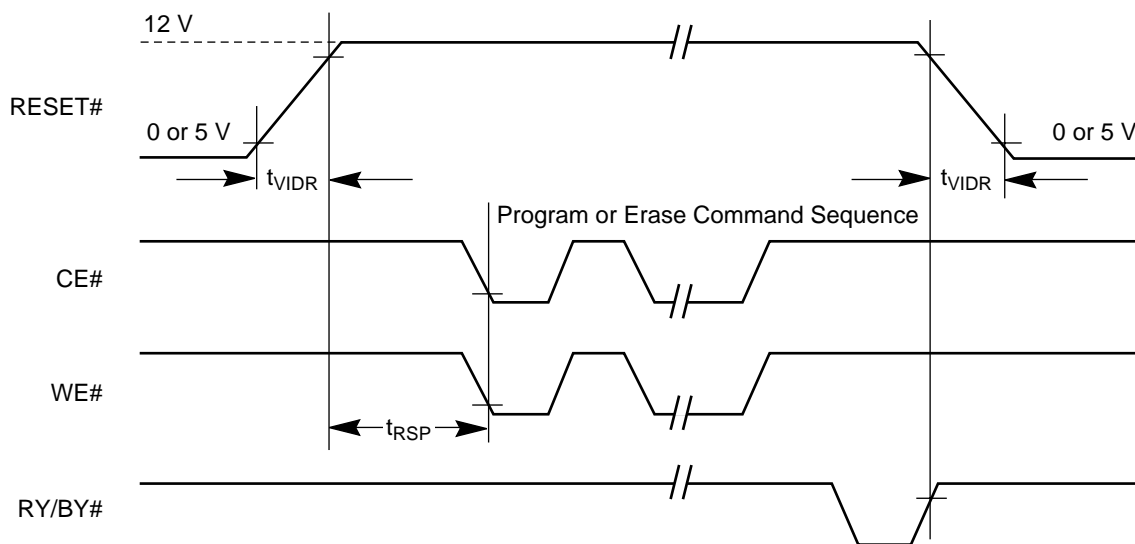 12 V
RESET#
0 or 5 V
0 or 5 V
tVIDR
tVIDR
Program or Erase Command Sequence
CE#
WE#
tRSP
RY/BY#